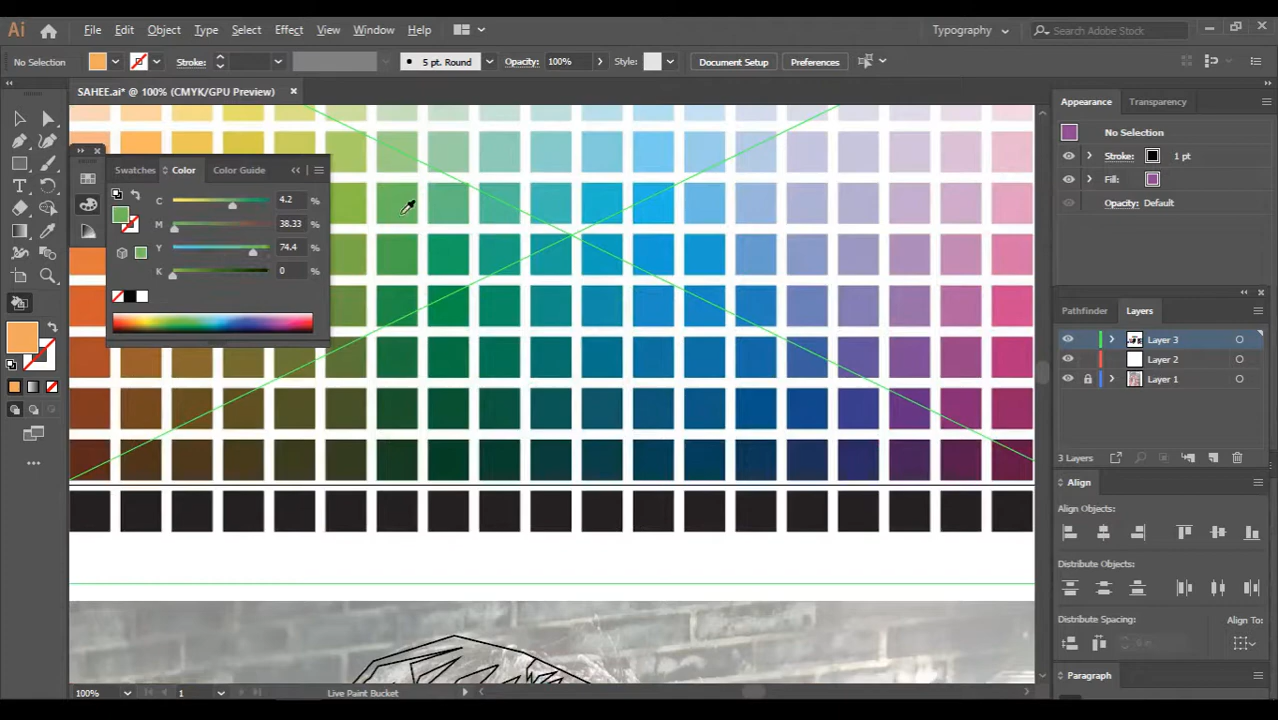 Ai File Edit Object Type Select Effect View Window Help Typography Search Adobe Stock
No Selection Stroke: 5 pt. Round Opacity: 100% Style: Document Setup Preferences
SAHEE.ai* @ 100% (CMYK/GPU Preview)
Swatches Color Color Guide
C 4.2 %
M 38.33 %
Y 74.4 %
K 0 %
Appearance Transparency
No Selection
Stroke: 1 pt
Fill:
Opacity: Default
Pathfinder Layers
Layer 3
Layer 2
Layer 1
3 Layers
Align
Align Objects:
Distribute Objects:
Distribute Spacing: Align To:
0 in
Paragraph
100% 1 Live Paint Bucket